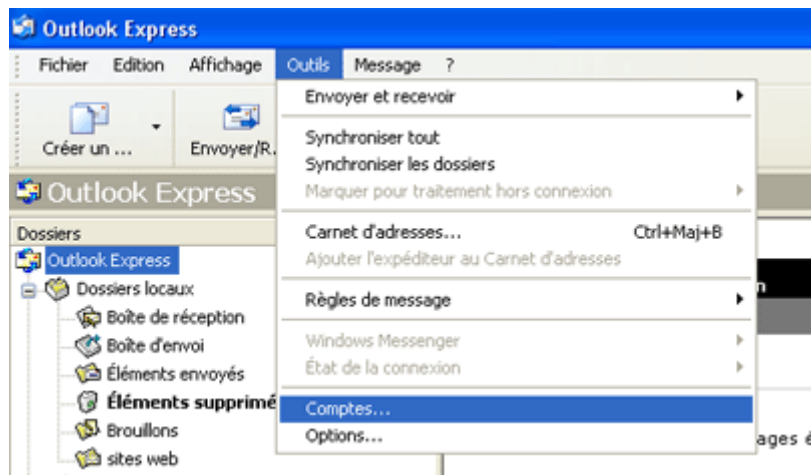 Outlook Express
Fichier Edition Affichage Outils Message ?
Créer un ...
Envoyer/R.
Outlook Express
Dossiers
Outlook Express
Dossiers locaux
Boîte de réception
Boîte d'envoi
Éléments envoyés
Éléments supprimé
Brouillons
sites web
Envoyer et recevoir
Synchroniser tout
Synchroniser les dossiers
Marquer pour traitement hors connexion
Carnet d'adresses... Ctrl+Maj+B
Ajouter l'expéditeur au Carnet d'adresses
Règles de message
Windows Messenger
État de la connexion
Comptes...
Options...
n
ages é